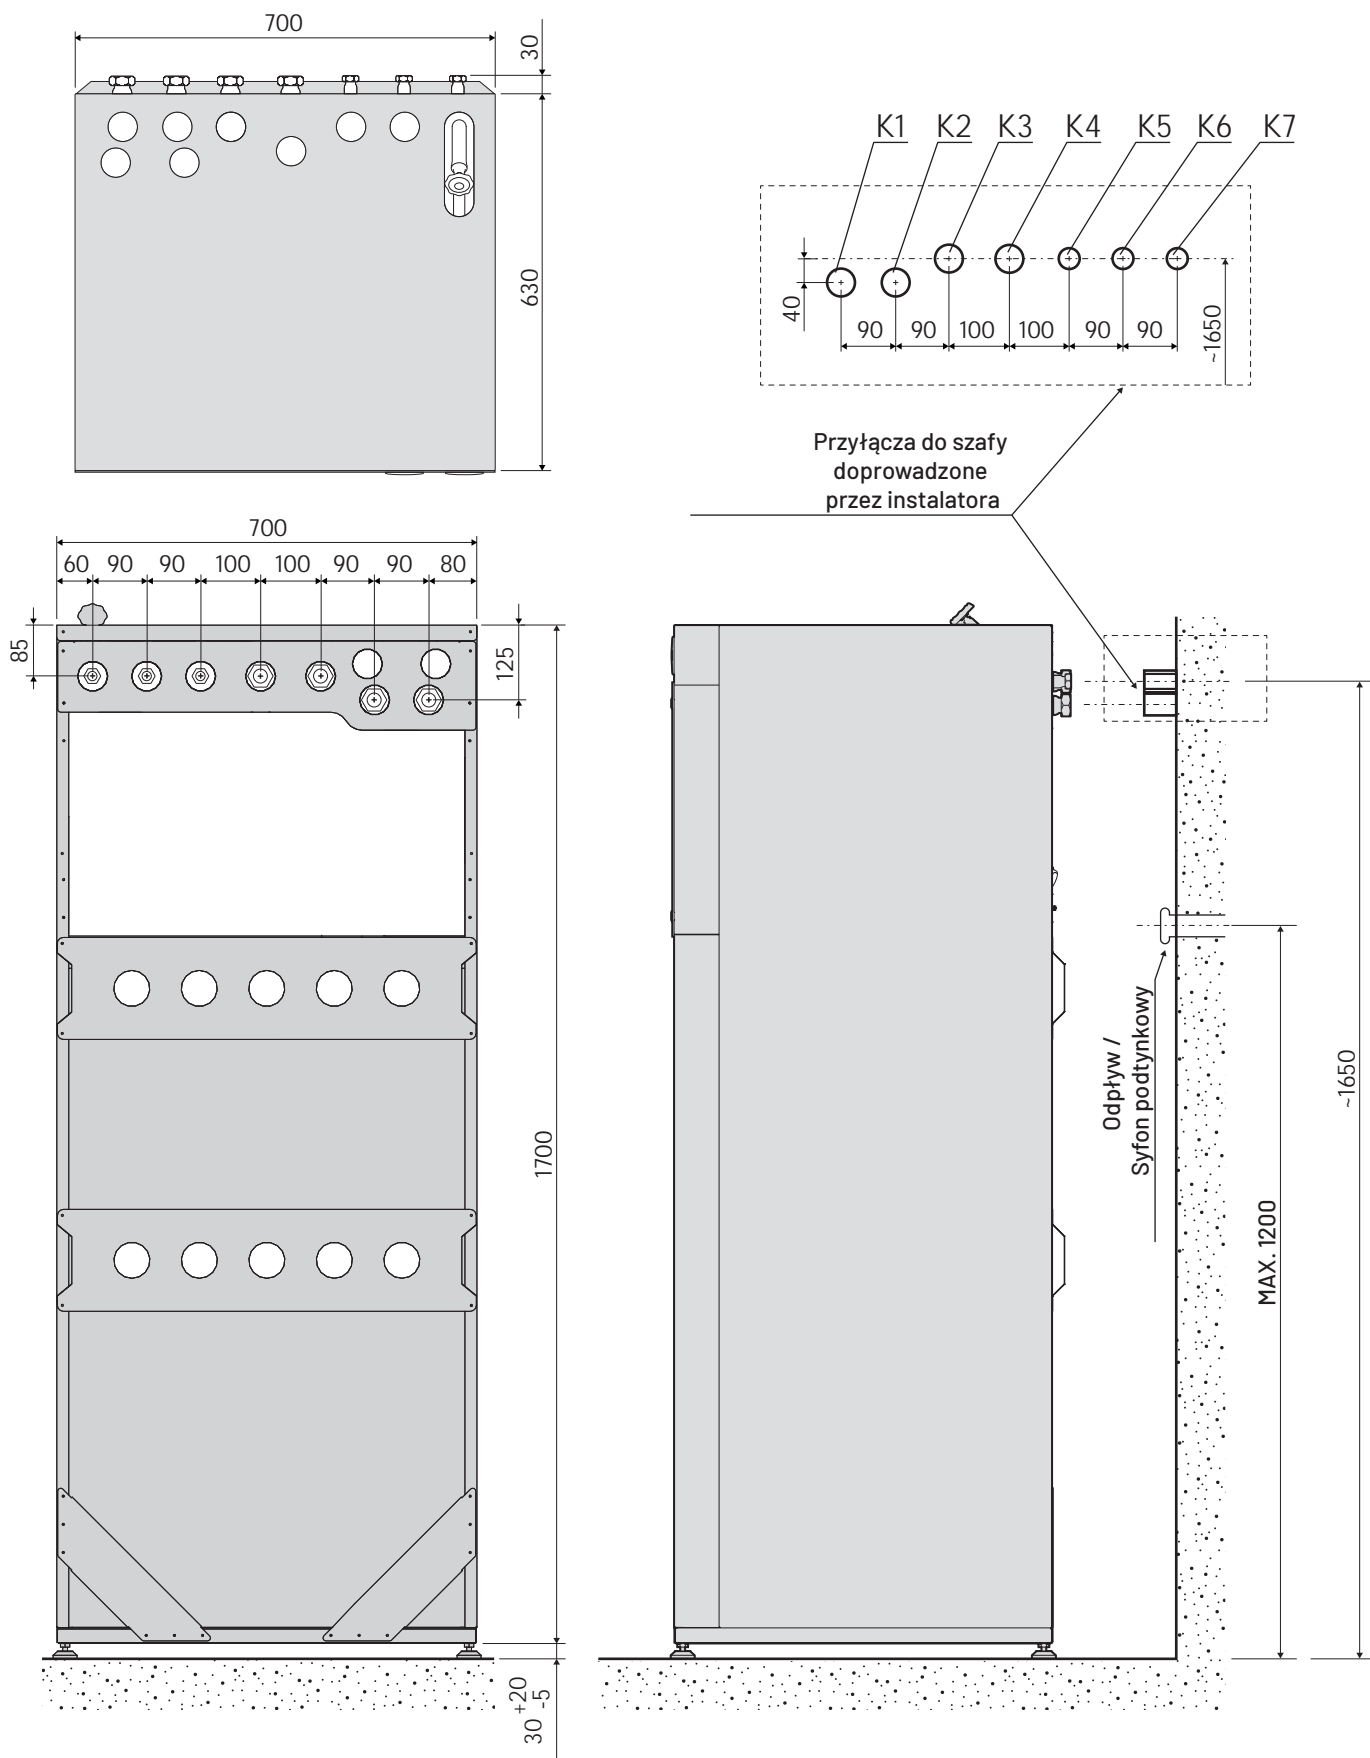 700
30
630
K1 K2 K3 K4 K5 K6 K7
40
90 90 100 100 90 90
~1650
Przyłącza do szafy
doprowadzone
przez instalatora
700
60 90 90 100 100 90 90 80
85
125
1700
30 +20 -5
Odpływ /
Syfon podtynkowy
MAX. 1200
~1650